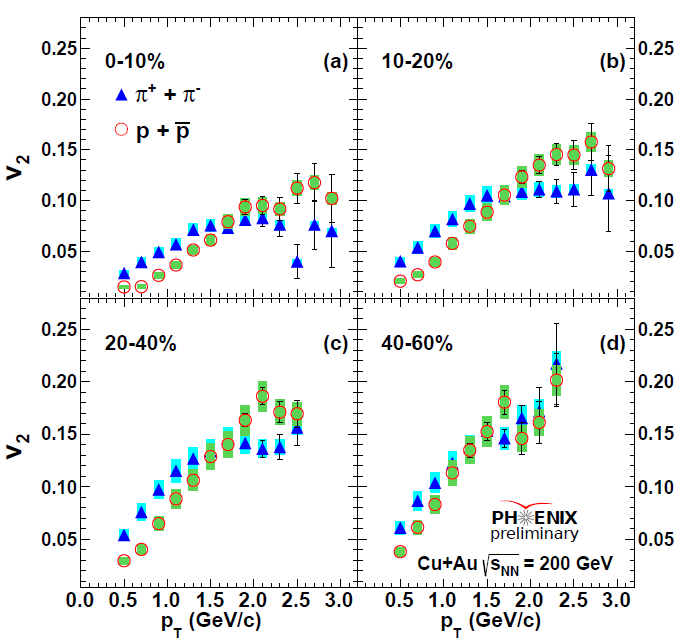 0-10% (a)
π⁺ + π⁻
p + p̅
10-20% (b)
0.25
0.20
0.15
0.10
0.05
v₂
0.25
0.20
0.15
0.10
0.05
20-40% (c)
40-60% (d)
PHENIX
preliminary
Cu+Au √sNN = 200 GeV
0.25
0.20
0.15
0.10
0.05
v₂
0.25
0.20
0.15
0.10
0.05
0.0 0.5 1.0 1.5 2.0 2.5 3.0 0.5 1.0 1.5 2.0 2.5 3.0
pT (GeV/c) pT (GeV/c)